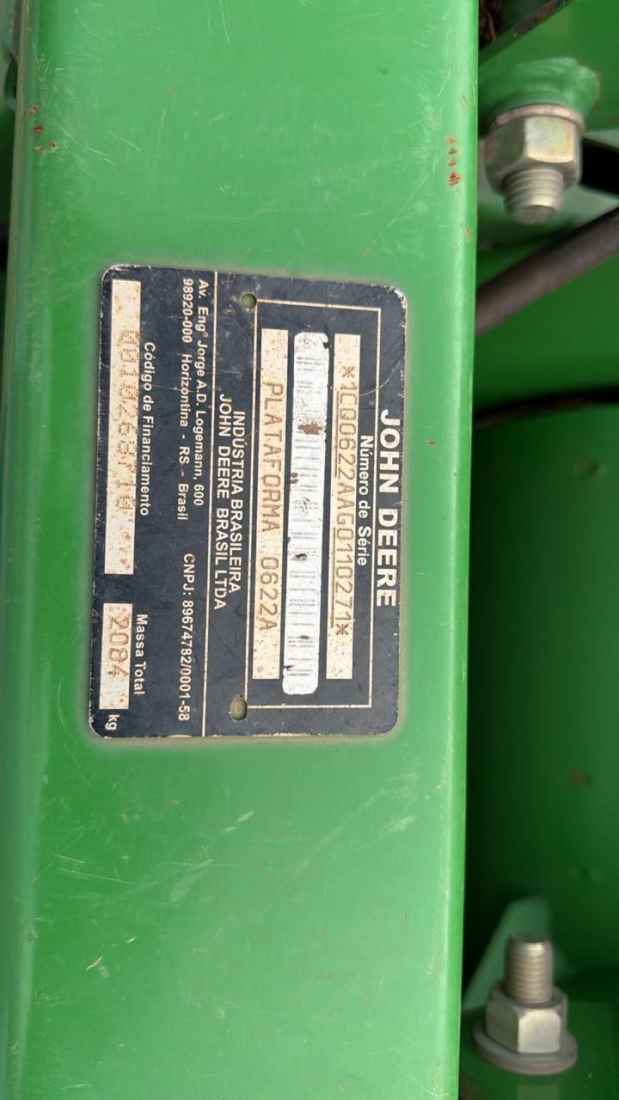 JOHN DEERE
Número de Série
*1CQ0622AAG0110271*
PLATAFORMA 0622A
INDÚSTRIA BRASILEIRA
JOHN DEERE BRASIL LTDA
Av. Engº Jorge A.D. Logemann, 600
98920-000 Horizontina - RS - Brasil CNPJ: 89674782/0001-58
Código de Financiamento Massa Total
2084 kg